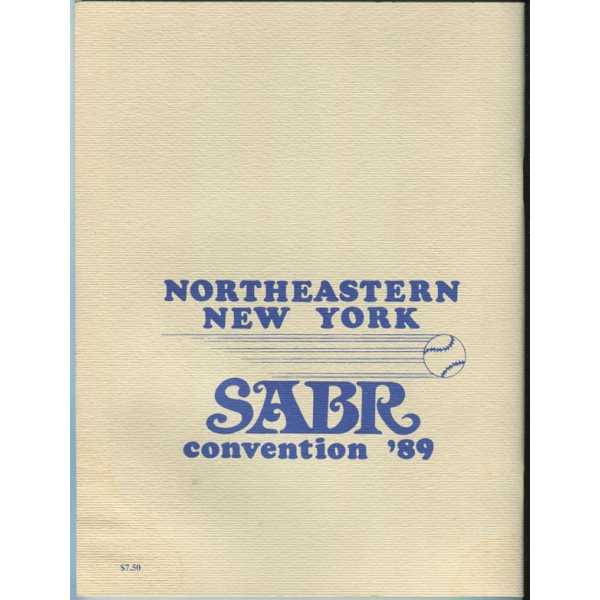 NORTHEASTERN
NEW YORK
SABR
convention '89
$7.50